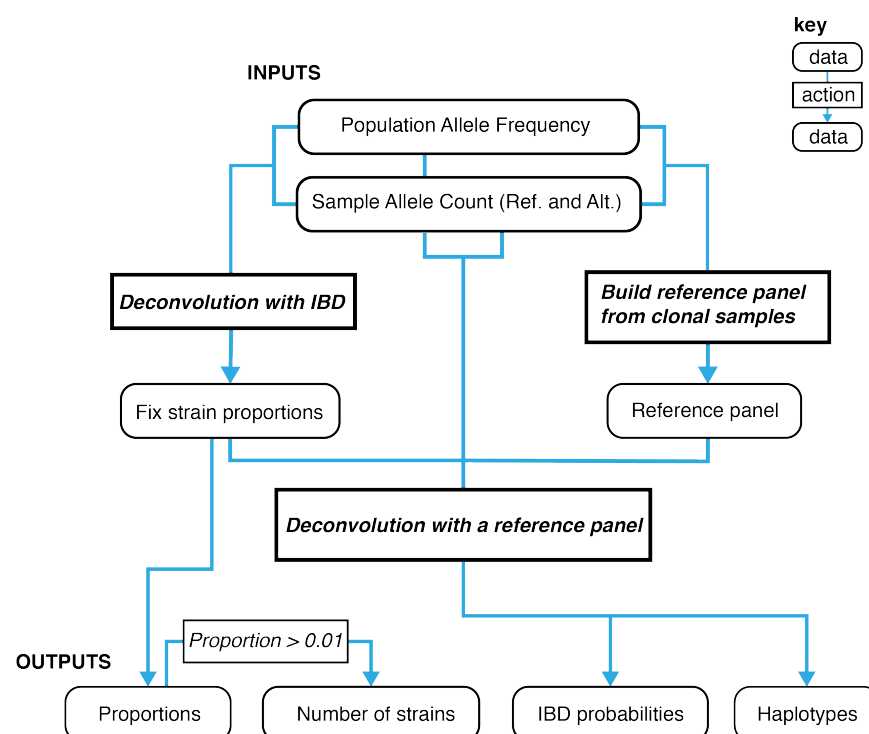 key
data
action
data
INPUTS
Population Allele Frequency
Sample Allele Count (Ref. and Alt.)
Deconvolution with IBD
Build reference panel
from clonal samples
Fix strain proportions
Reference panel
Deconvolution with a reference panel
Proportion > 0.01
OUTPUTS
Proportions
Number of strains
IBD probabilities
Haplotypes